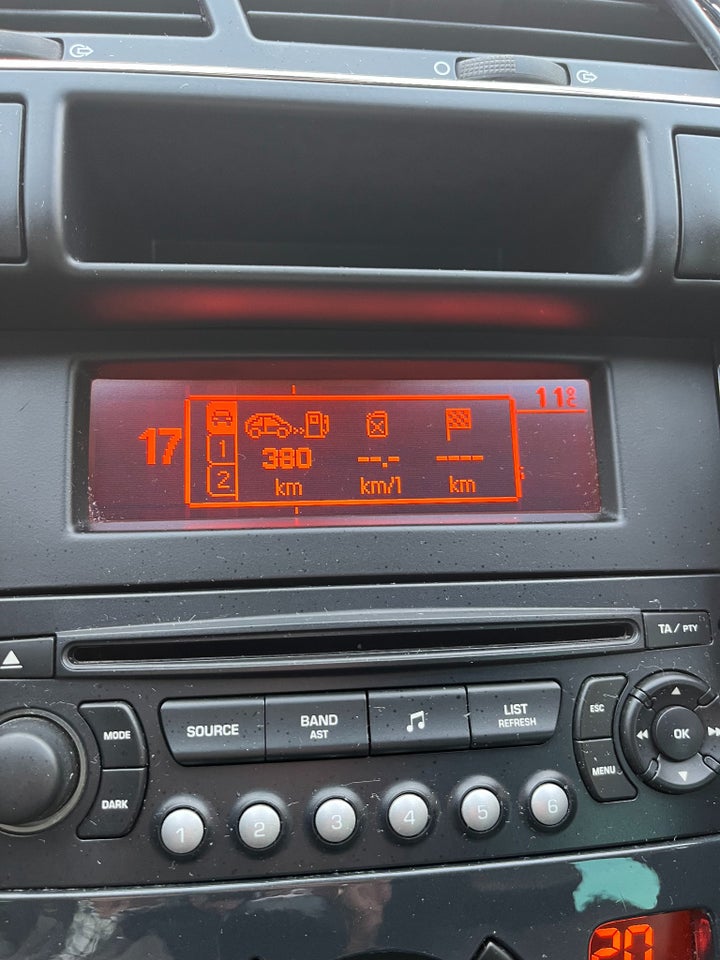 11°C
17
1
2
380 --.- ----
km km/l km
TA/PTY
SOURCE
BAND
AST
LIST
REFRESH
ESC
MODE
OK
DARK
MENU
1 2 3 4 5 6
20